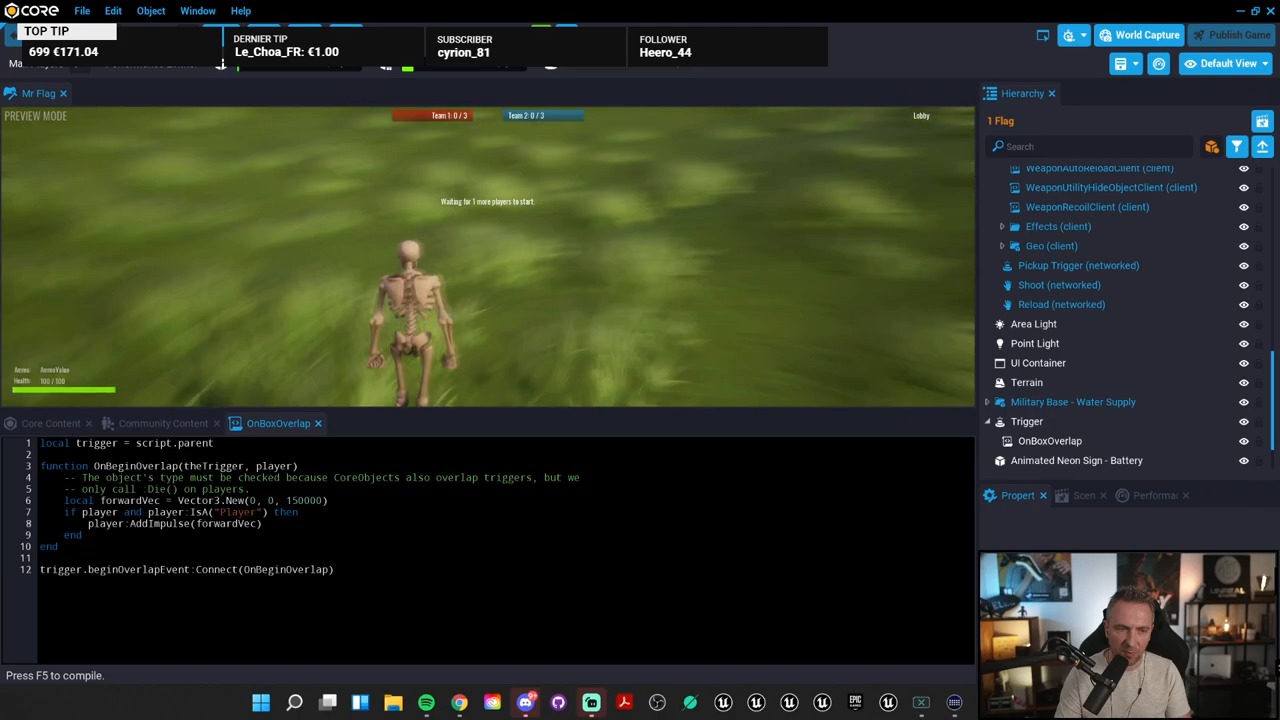 CORE
File
Edit
Object
Window
Help
TOP TIP
699 €171.04
DERNIER TIP
Le_Choa_FR: €1.00
SUBSCRIBER
cyrion_81
FOLLOWER
Heero_44
World Capture
Publish Game
Default View
Mr Flag
PREVIEW MODE
Team 1: 0 / 3
Team 2: 0 / 3
Lobby
Waiting for 1 more players to start.
Ammo: AmmoValue
Health: 100 / 100
Hierarchy
1 Flag
Search
WeaponAutoReloadClient (client)
WeaponUtilityHideObjectClient (client)
WeaponRecoilClient (client)
Effects (client)
Geo (client)
Pickup Trigger (networked)
Shoot (networked)
Reload (networked)
Area Light
Point Light
UI Container
Terrain
Military Base - Water Supply
Trigger
OnBoxOverlap
Animated Neon Sign - Battery
Propert
Scen
Performa
Core Content
Community Content
OnBoxOverlap
1 local trigger = script.parent
2
3 function OnBeginOverlap(theTrigger, player)
4 -- The object's type must be checked because CoreObjects also overlap triggers, but we
5 -- only call :Die() on players.
6 local forwardVec = Vector3.New(0, 0, 150000)
7 if player and player:IsA("Player") then
8 player:AddImpulse(forwardVec)
9 end
10 end
11
12 trigger.beginOverlapEvent:Connect(OnBeginOverlap)
Press F5 to compile.